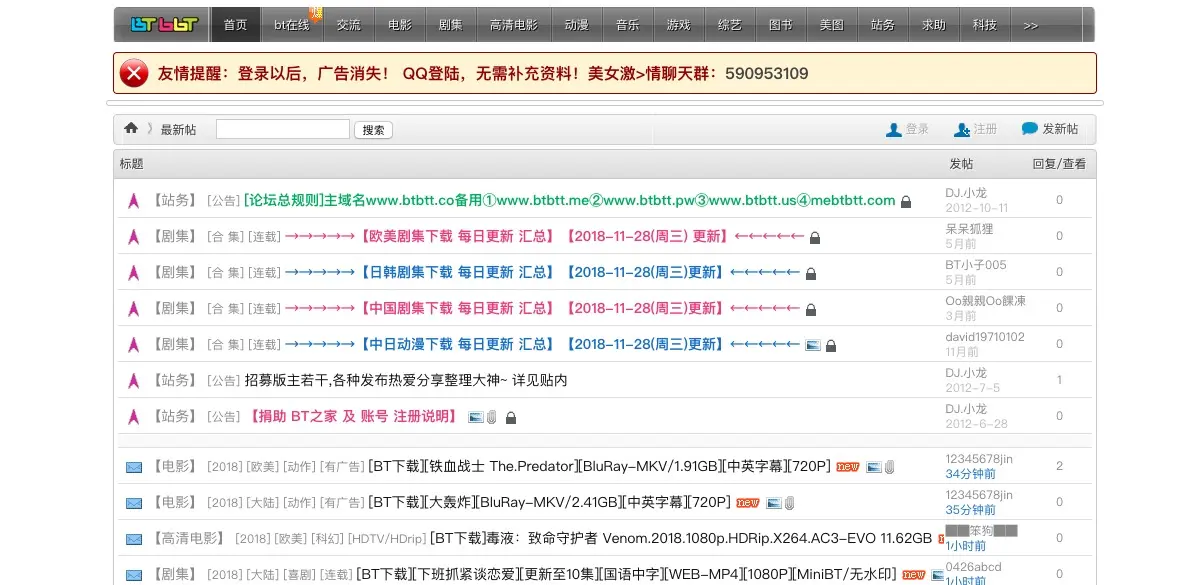 BTBBT 首页 bt在线 爆 交流 电影 剧集 高清电影 动漫 音乐 游戏 综艺 图书 美图 站务 求助 科技 >>
友情提醒：登录以后，广告消失！ QQ登陆，无需补充资料！美女激>情聊天群：590953109
〉 最新帖 搜索 登录 注册 发新帖
标题 发帖 回复/查看
【站务】 [公告] [论坛总规则]主域名www.btbtt.co备用①www.btbtt.me②www.btbtt.pw③www.btbtt.us④mebtbtt.com DJ.小龙 0
2012-10-11
【剧集】 [合 集] [连载] →→→→→【欧美剧集下载 每日更新 汇总】【2018-11-28(周三) 更新】←←←←← 呆呆狐狸 0
5月前
【剧集】 [合 集] [连载] →→→→→【日韩剧集下载 每日更新 汇总】【2018-11-28(周三)更新】←←←←← BT小子005 0
5月前
【剧集】 [合 集] [连载] →→→→→【中国剧集下载 每日更新 汇总】【2018-11-28(周三)更新】←←←←← Oo親親Oo錁凍 0
3月前
【剧集】 [合 集] [连载] →→→→→【中日动漫下载 每日更新 汇总】【2018-11-28(周三)更新】←←←←← david19710102 0
11月前
【站务】 [公告] 招募版主若干,各种发布热爱分享整理大神~ 详见贴内 DJ.小龙 1
2012-7-5
【站务】 [公告] 【捐助 BT之家 及 账号 注册说明】 DJ.小龙 0
2012-6-28
【电影】 [2018] [欧美] [动作] [有广告] [BT下载][铁血战士 The.Predator][BluRay-MKV/1.91GB][中英字幕][720P] new 12345678jin 2
34分钟前
【电影】 [2018] [大陆] [动作] [有广告] [BT下载][大轰炸][BluRay-MKV/2.41GB][中英字幕][720P] new 12345678jin 0
35分钟前
【高清电影】 [2018] [欧美] [科幻] [HDTV/HDrip] [BT下载]毒液：致命守护者 Venom.2018.1080p.HDRip.X264.AC3-EVO 11.62GB ██笨狗██ 0
1小时前
【剧集】 [2018] [大陆] [喜剧] [连载] [BT下载][下班抓紧谈恋爱][更新至10集][国语中字][WEB-MP4][1080P][MiniBT/无水印] new 0426abcd 0
1小时前